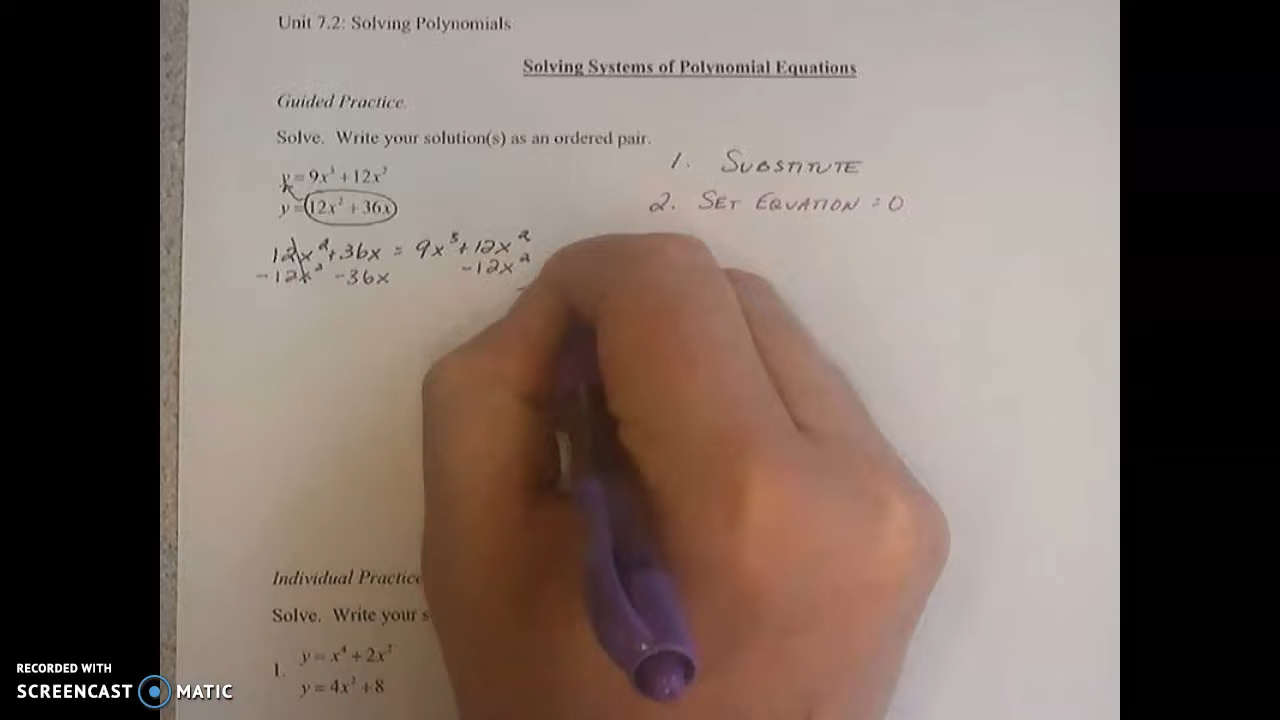 Unit 7.2: Solving Polynomials
Solving Systems of Polynomial Equations
Guided Practice
Solve. Write your solution(s) as an ordered pair.
y = 9x³ + 12x²
y = 12x² + 36x
1. SUBSTITUTE
2. SET EQUATION = 0
12x² + 36x = 9x³ + 12x²
-12x² -36x -12x²
Individual Practice
Solve. Write your
1. y = x⁴ + 2x²
y = 4x² + 8
RECORDED WITH
SCREENCAST MATIC